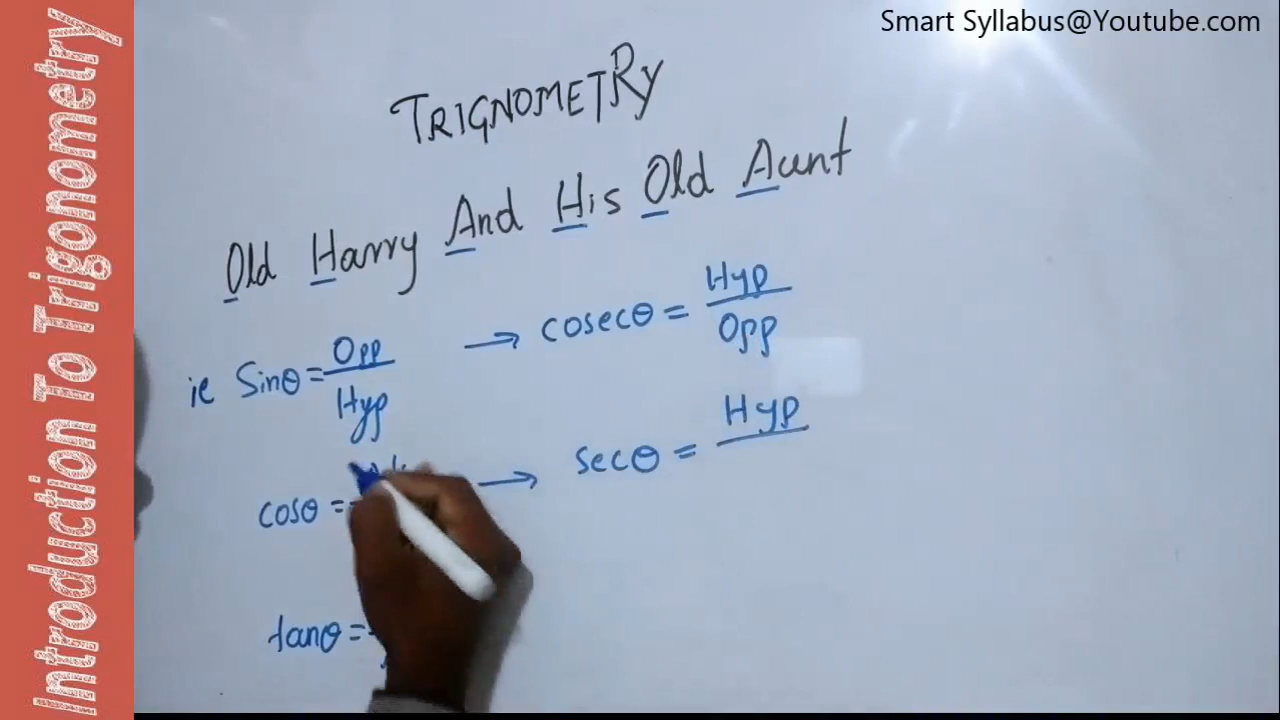 Smart Syllabus@Youtube.com
Introduction To Trigonometry
TRIGNOMETRY
Old Harry And His Old Aunt
ie Sinθ = Opp / Hyp → cosecθ = Hyp / Opp
cosθ = → secθ = Hyp
tanθ =